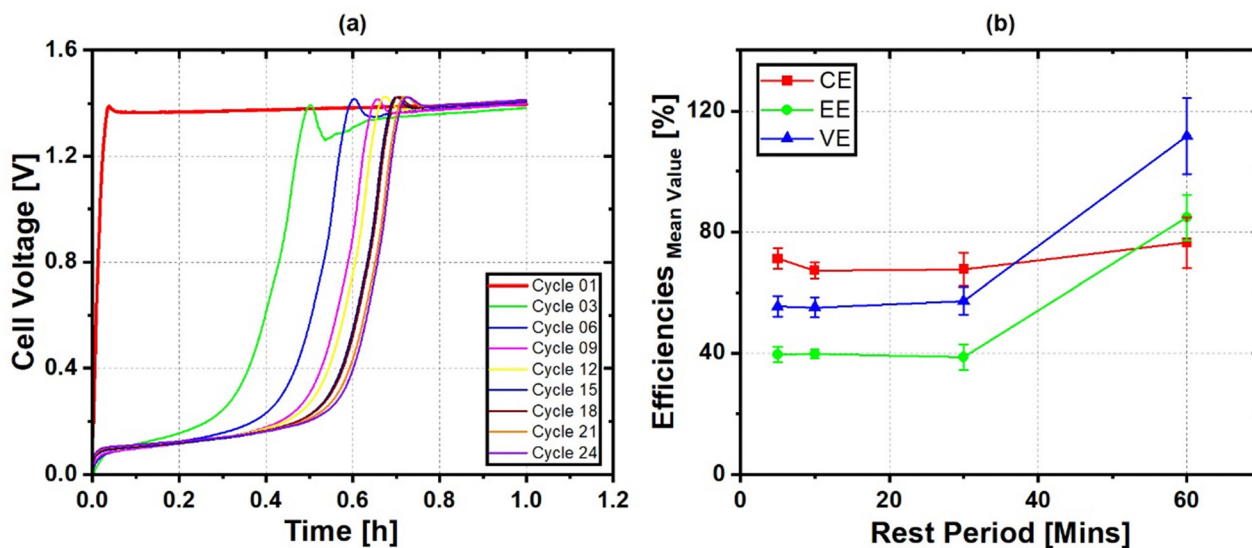 (a)
1.6
1.2
0.8
0.4
0.0
Cell Voltage [V]
Cycle 01
Cycle 03
Cycle 06
Cycle 09
Cycle 12
Cycle 15
Cycle 18
Cycle 21
Cycle 24
0.0 0.2 0.4 0.6 0.8 1.0 1.2
Time [h]
(b)
CE
EE
VE
120
80
40
0
Efficiencies Mean Value [%]
0 20 40 60
Rest Period [Mins]